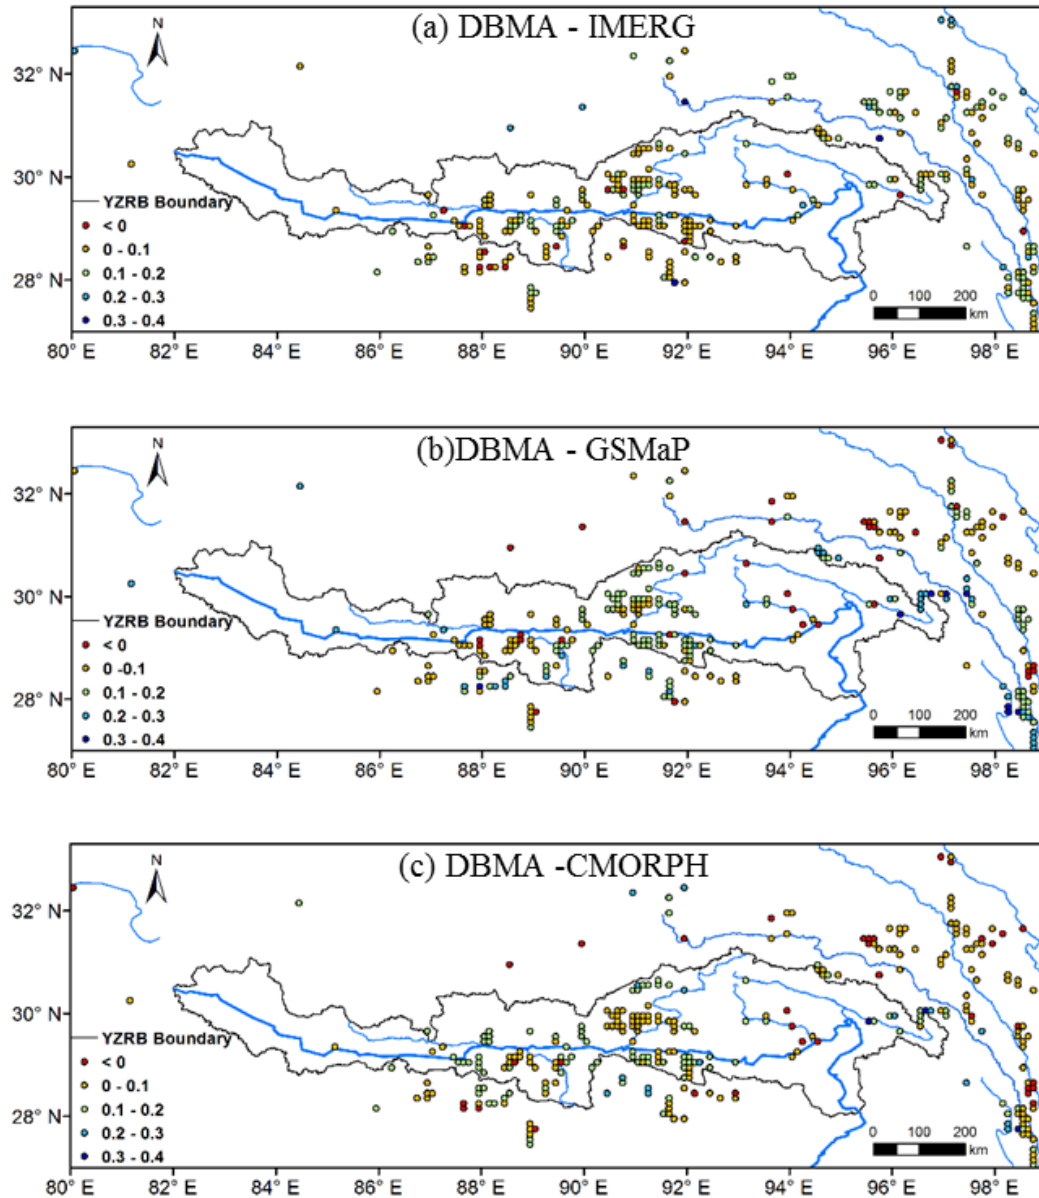 (a) DBMA - IMERG
N
32° N
30° N
28° N
YZRB Boundary
< 0
0 - 0.1
0.1 - 0.2
0.2 - 0.3
0.3 - 0.4
0 100 200
km
80° E 82° E 84° E 86° E 88° E 90° E 92° E 94° E 96° E 98° E
(b)DBMA - GSMaP
N
32° N
30° N
28° N
YZRB Boundary
< 0
0 -0.1
0.1 - 0.2
0.2 - 0.3
0.3 - 0.4
0 100 200
km
80° E 82° E 84° E 86° E 88° E 90° E 92° E 94° E 96° E 98° E
(c) DBMA -CMORPH
N
32° N
30° N
28° N
YZRB Boundary
< 0
0 - 0.1
0.1 - 0.2
0.2 - 0.3
0.3 - 0.4
0 100 200
km
80° E 82° E 84° E 86° E 88° E 90° E 92° E 94° E 96° E 98° E